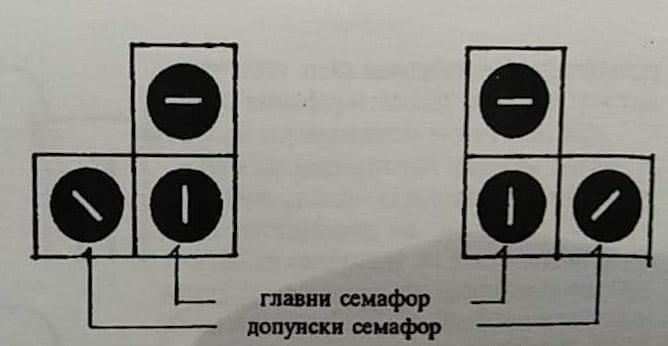 главни семафор
допунски семафор